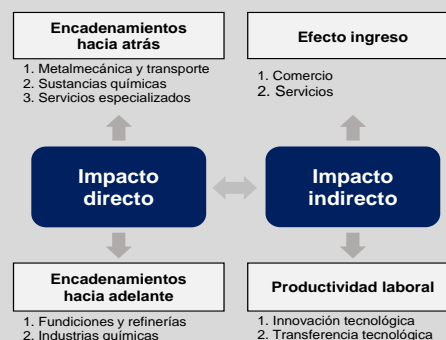 Encadenamientos
hacia atrás
1. Metalmecánica y transporte
2. Sustancias químicas
3. Servicios especializados
Efecto ingreso
1. Comercio
2. Servicios
Impacto
directo
Impacto
indirecto
Encadenamientos
hacia adelante
1. Fundiciones y refinerías
2. Industrias químicas
Productividad laboral
1. Innovación tecnológica
2. Transferencia tecnológica